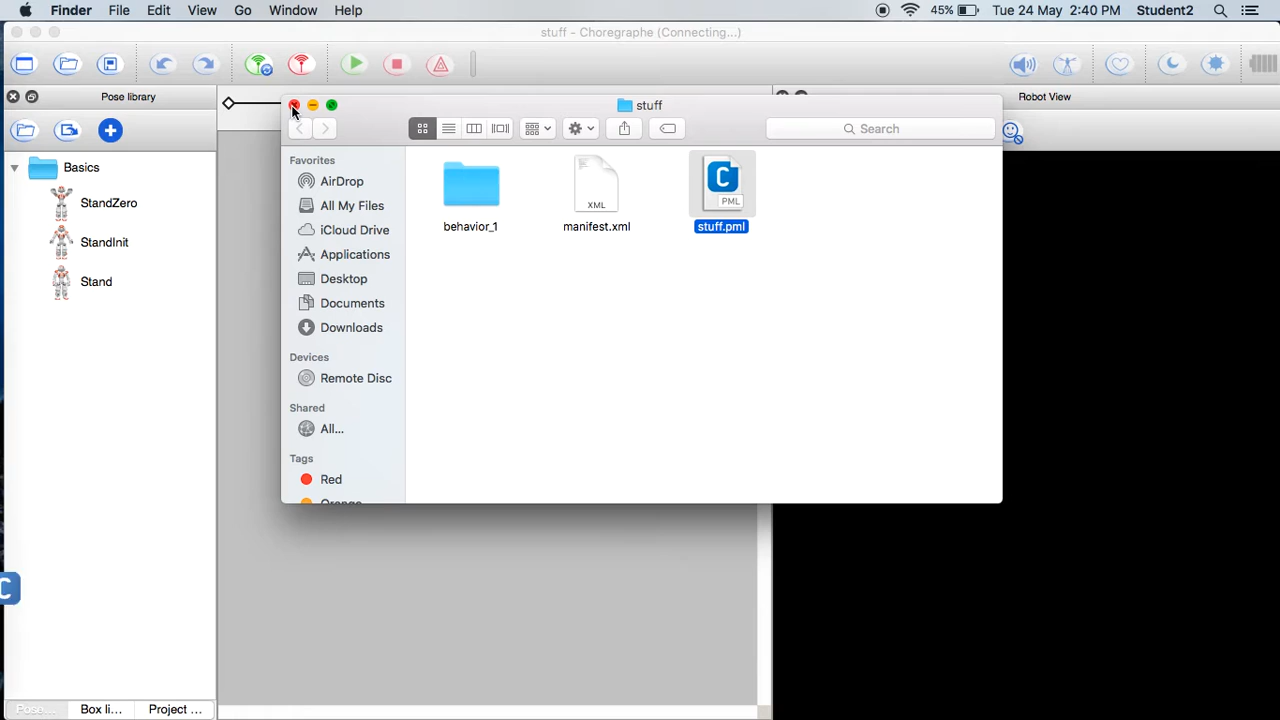 Finder File Edit View Go Window Help 45% Tue 24 May 2:40 PM Student2
stuff - Choregraphe (Connecting...)
Pose library
Robot View
stuff
Search
Basics
StandZero
StandInit
Stand
Favorites
AirDrop
All My Files
iCloud Drive
Applications
Desktop
Documents
Downloads
Devices
Remote Disc
Shared
All...
Tags
Red
Orange
XML
C
PML
behavior_1
manifest.xml
stuff.pml
C
Pose...
Box li...
Project ...